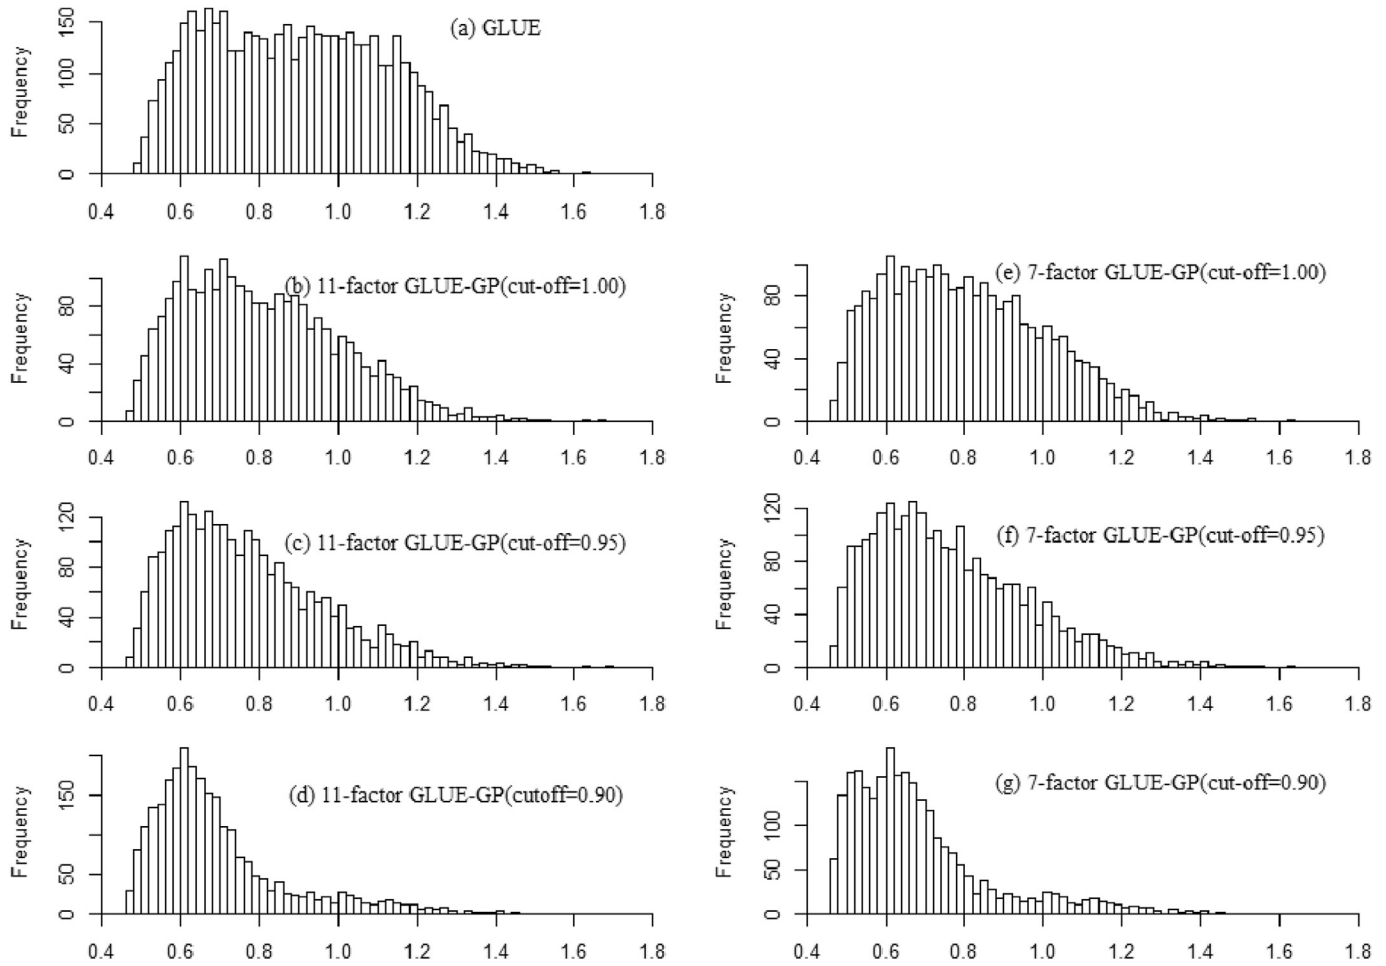 (a) GLUE
Frequency
150
100
50
0
0.4 0.6 0.8 1.0 1.2 1.4 1.6 1.8
(b) 11-factor GLUE-GP(cut-off=1.00)
Frequency
80
40
0
0.4 0.6 0.8 1.0 1.2 1.4 1.6 1.8
(e) 7-factor GLUE-GP(cut-off=1.00)
Frequency
80
40
0
0.4 0.6 0.8 1.0 1.2 1.4 1.6 1.8
(c) 11-factor GLUE-GP(cut-off=0.95)
Frequency
120
80
40
0
0.4 0.6 0.8 1.0 1.2 1.4 1.6 1.8
(f) 7-factor GLUE-GP(cut-off=0.95)
Frequency
120
80
40
0
0.4 0.6 0.8 1.0 1.2 1.4 1.6 1.8
(d) 11-factor GLUE-GP(cutoff=0.90)
Frequency
150
50
0
0.4 0.6 0.8 1.0 1.2 1.4 1.6 1.8
(g) 7-factor GLUE-GP(cut-off=0.90)
Frequency
100
50
0
0.4 0.6 0.8 1.0 1.2 1.4 1.6 1.8